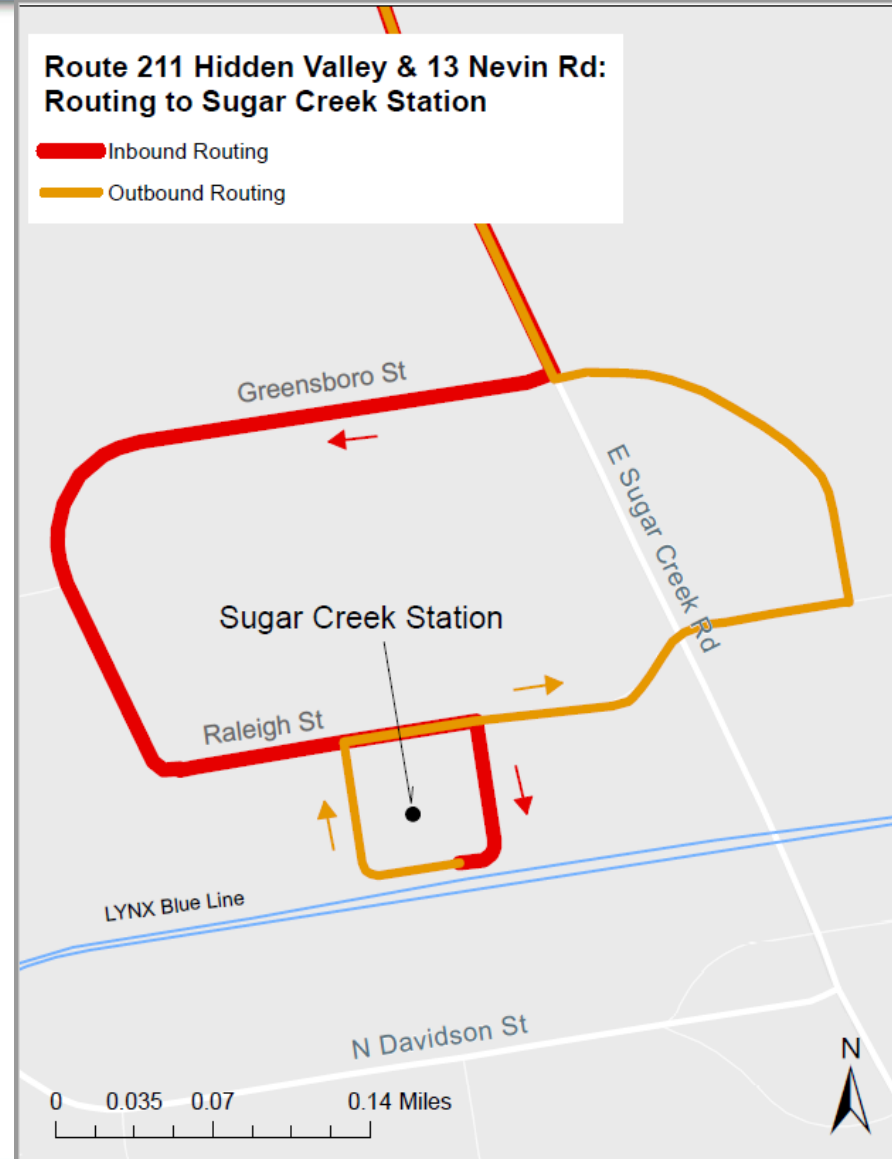 Route 211 Hidden Valley & 13 Nevin Rd:
Routing to Sugar Creek Station
Inbound Routing
Outbound Routing
Greensboro St
E Sugar Creek Rd
Sugar Creek Station
Raleigh St
LYNX Blue Line
N Davidson St
N
0 0.035 0.07 0.14 Miles